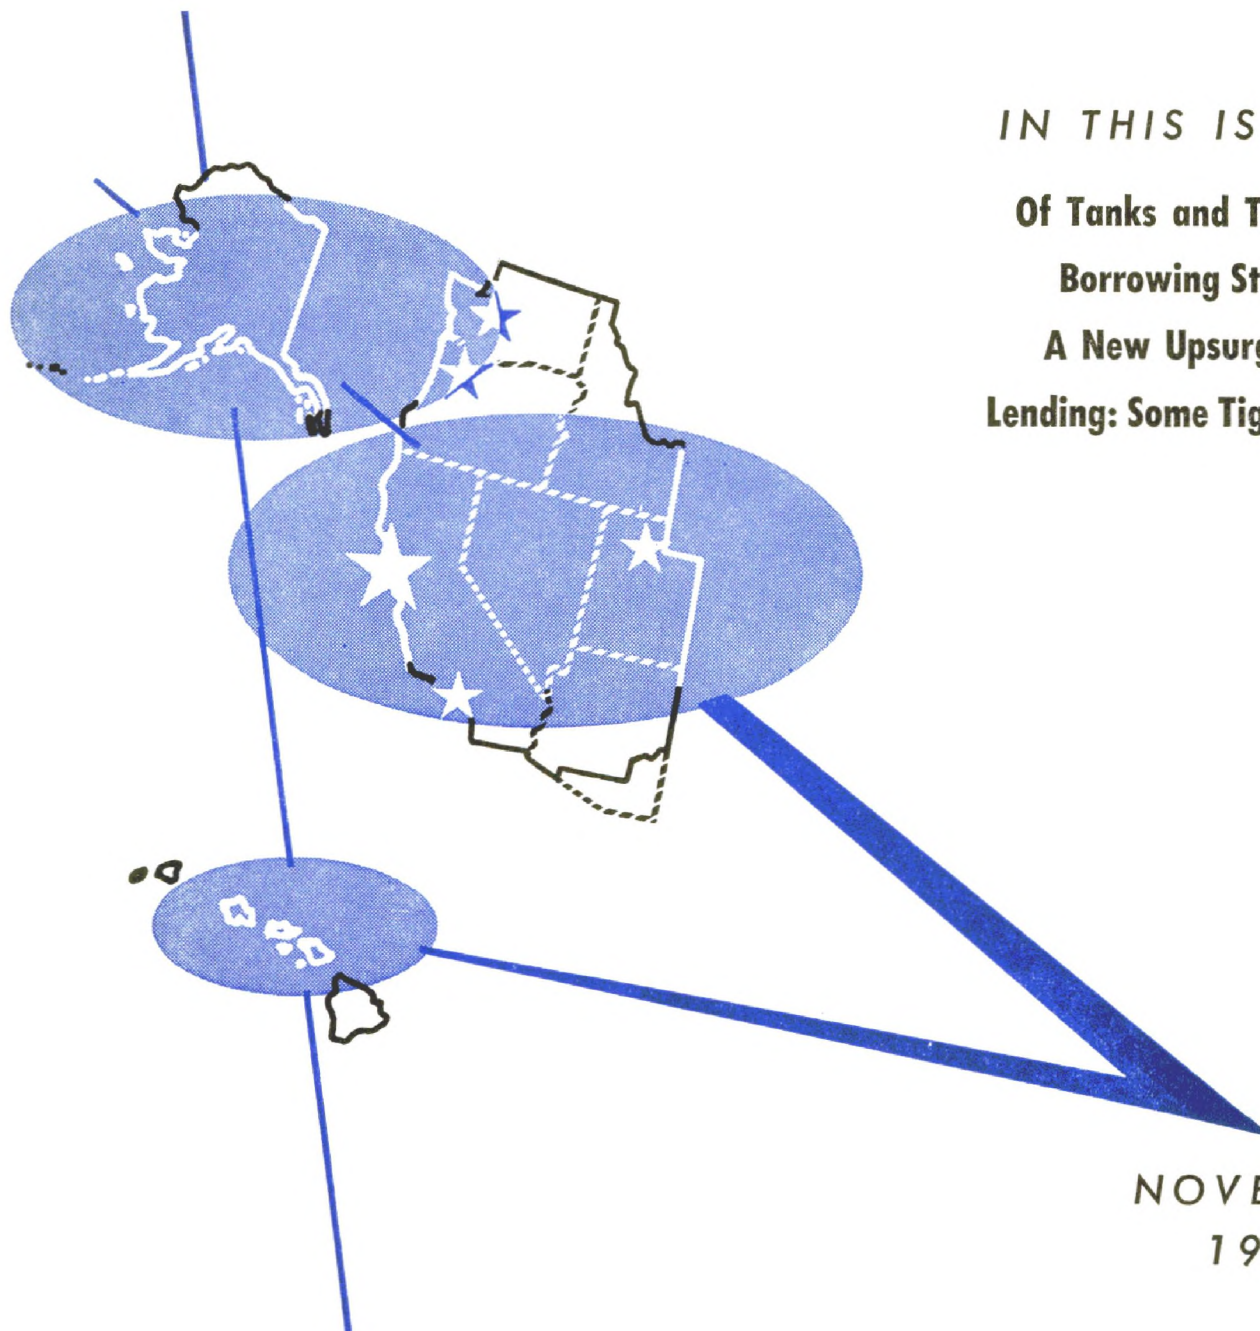 IN THIS IS
Of Tanks and T
Borrowing St
A New Upsurg
Lending: Some Tig
NOVE
19